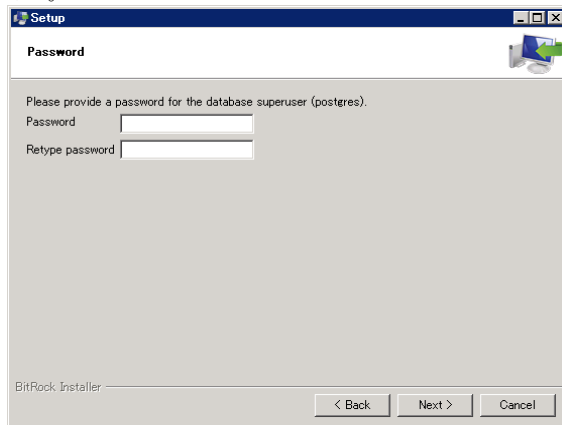 Setup
Password
Please provide a password for the database superuser (postgres).
Password
Retype password
BitRock Installer
< Back
Next >
Cancel